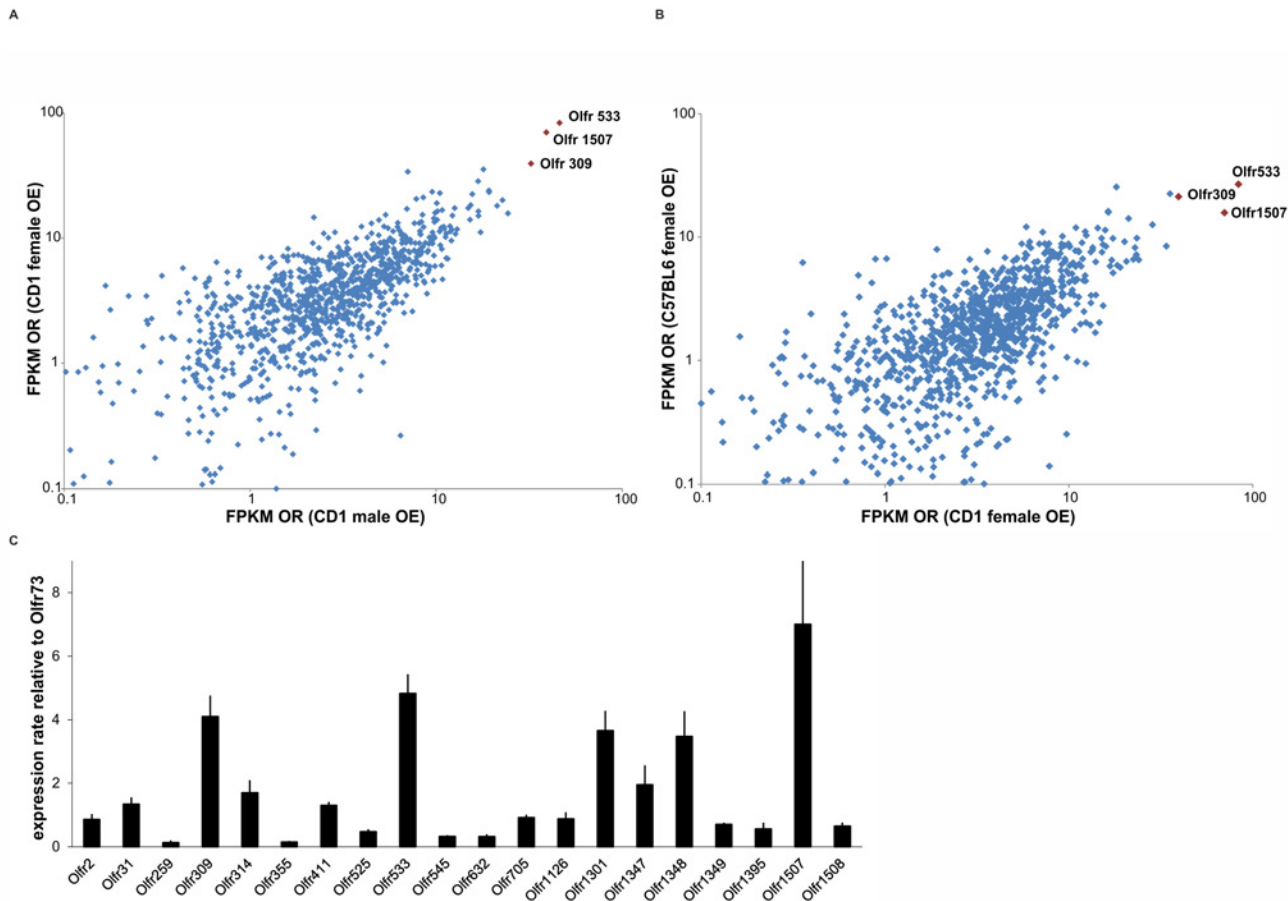 A
B
100
Olfr 533
Olfr 1507
Olfr 309
10
1
0.1
FPKM OR (CD1 female OE)
0.1
1
10
100
FPKM OR (CD1 male OE)
100
Olfr533
Olfr309
Olfr1507
10
1
0.1
FPKM OR (C57BL6 female OE)
0.1
1
10
100
FPKM OR (CD1 female OE)
C
expression rate relative to Olfr73
8
6
4
2
0
Olfr2
Olfr31
Olfr259
Olfr309
Olfr314
Olfr355
Olfr411
Olfr525
Olfr533
Olfr545
Olfr632
Olfr705
Olfr1126
Olfr1301
Olfr1347
Olfr1348
Olfr1349
Olfr1395
Olfr1507
Olfr1508